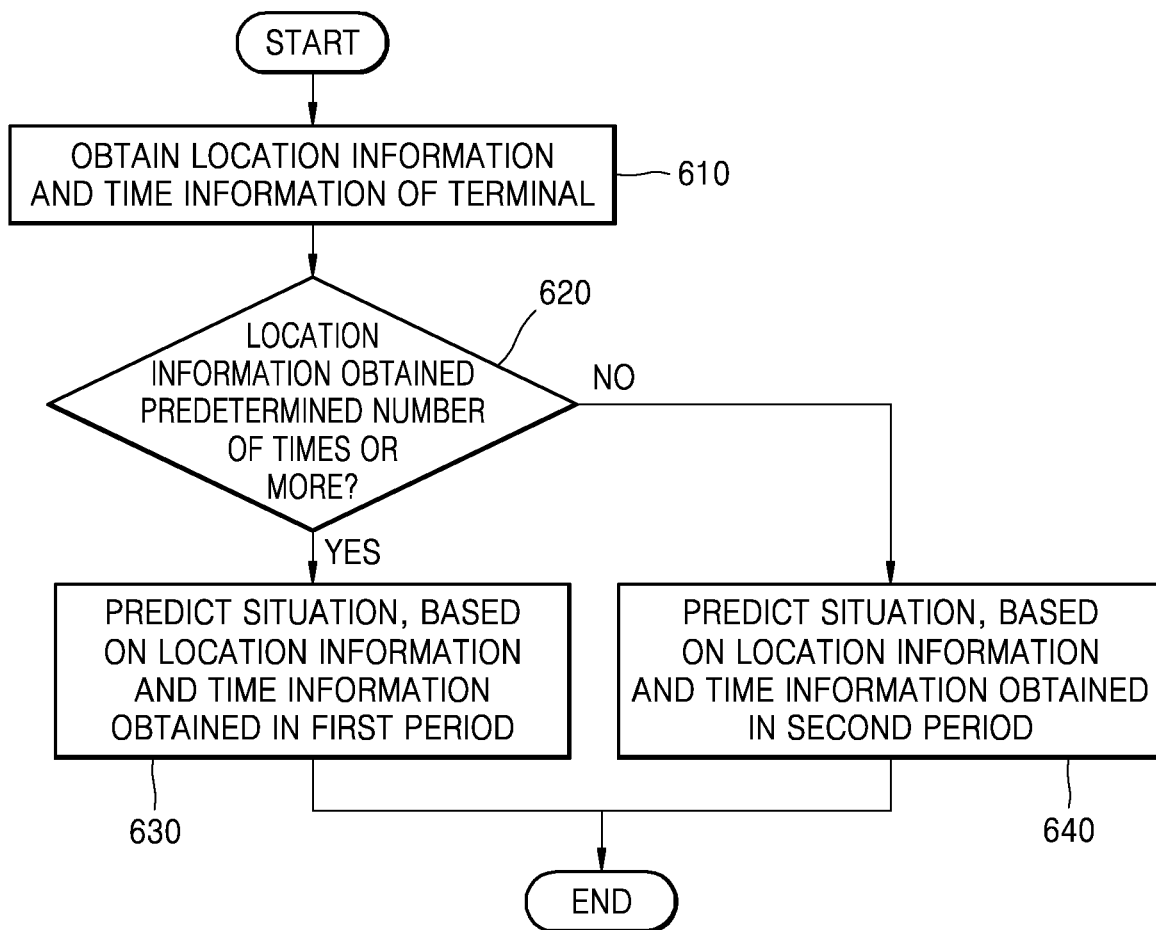 START
OBTAIN LOCATION INFORMATION
AND TIME INFORMATION OF TERMINAL
610
620
LOCATION
INFORMATION OBTAINED
PREDETERMINED NUMBER
OF TIMES OR
MORE?
NO
YES
PREDICT SITUATION, BASED
ON LOCATION INFORMATION
AND TIME INFORMATION
OBTAINED IN FIRST PERIOD
630
PREDICT SITUATION, BASED
ON LOCATION INFORMATION
AND TIME INFORMATION OBTAINED
IN SECOND PERIOD
640
END